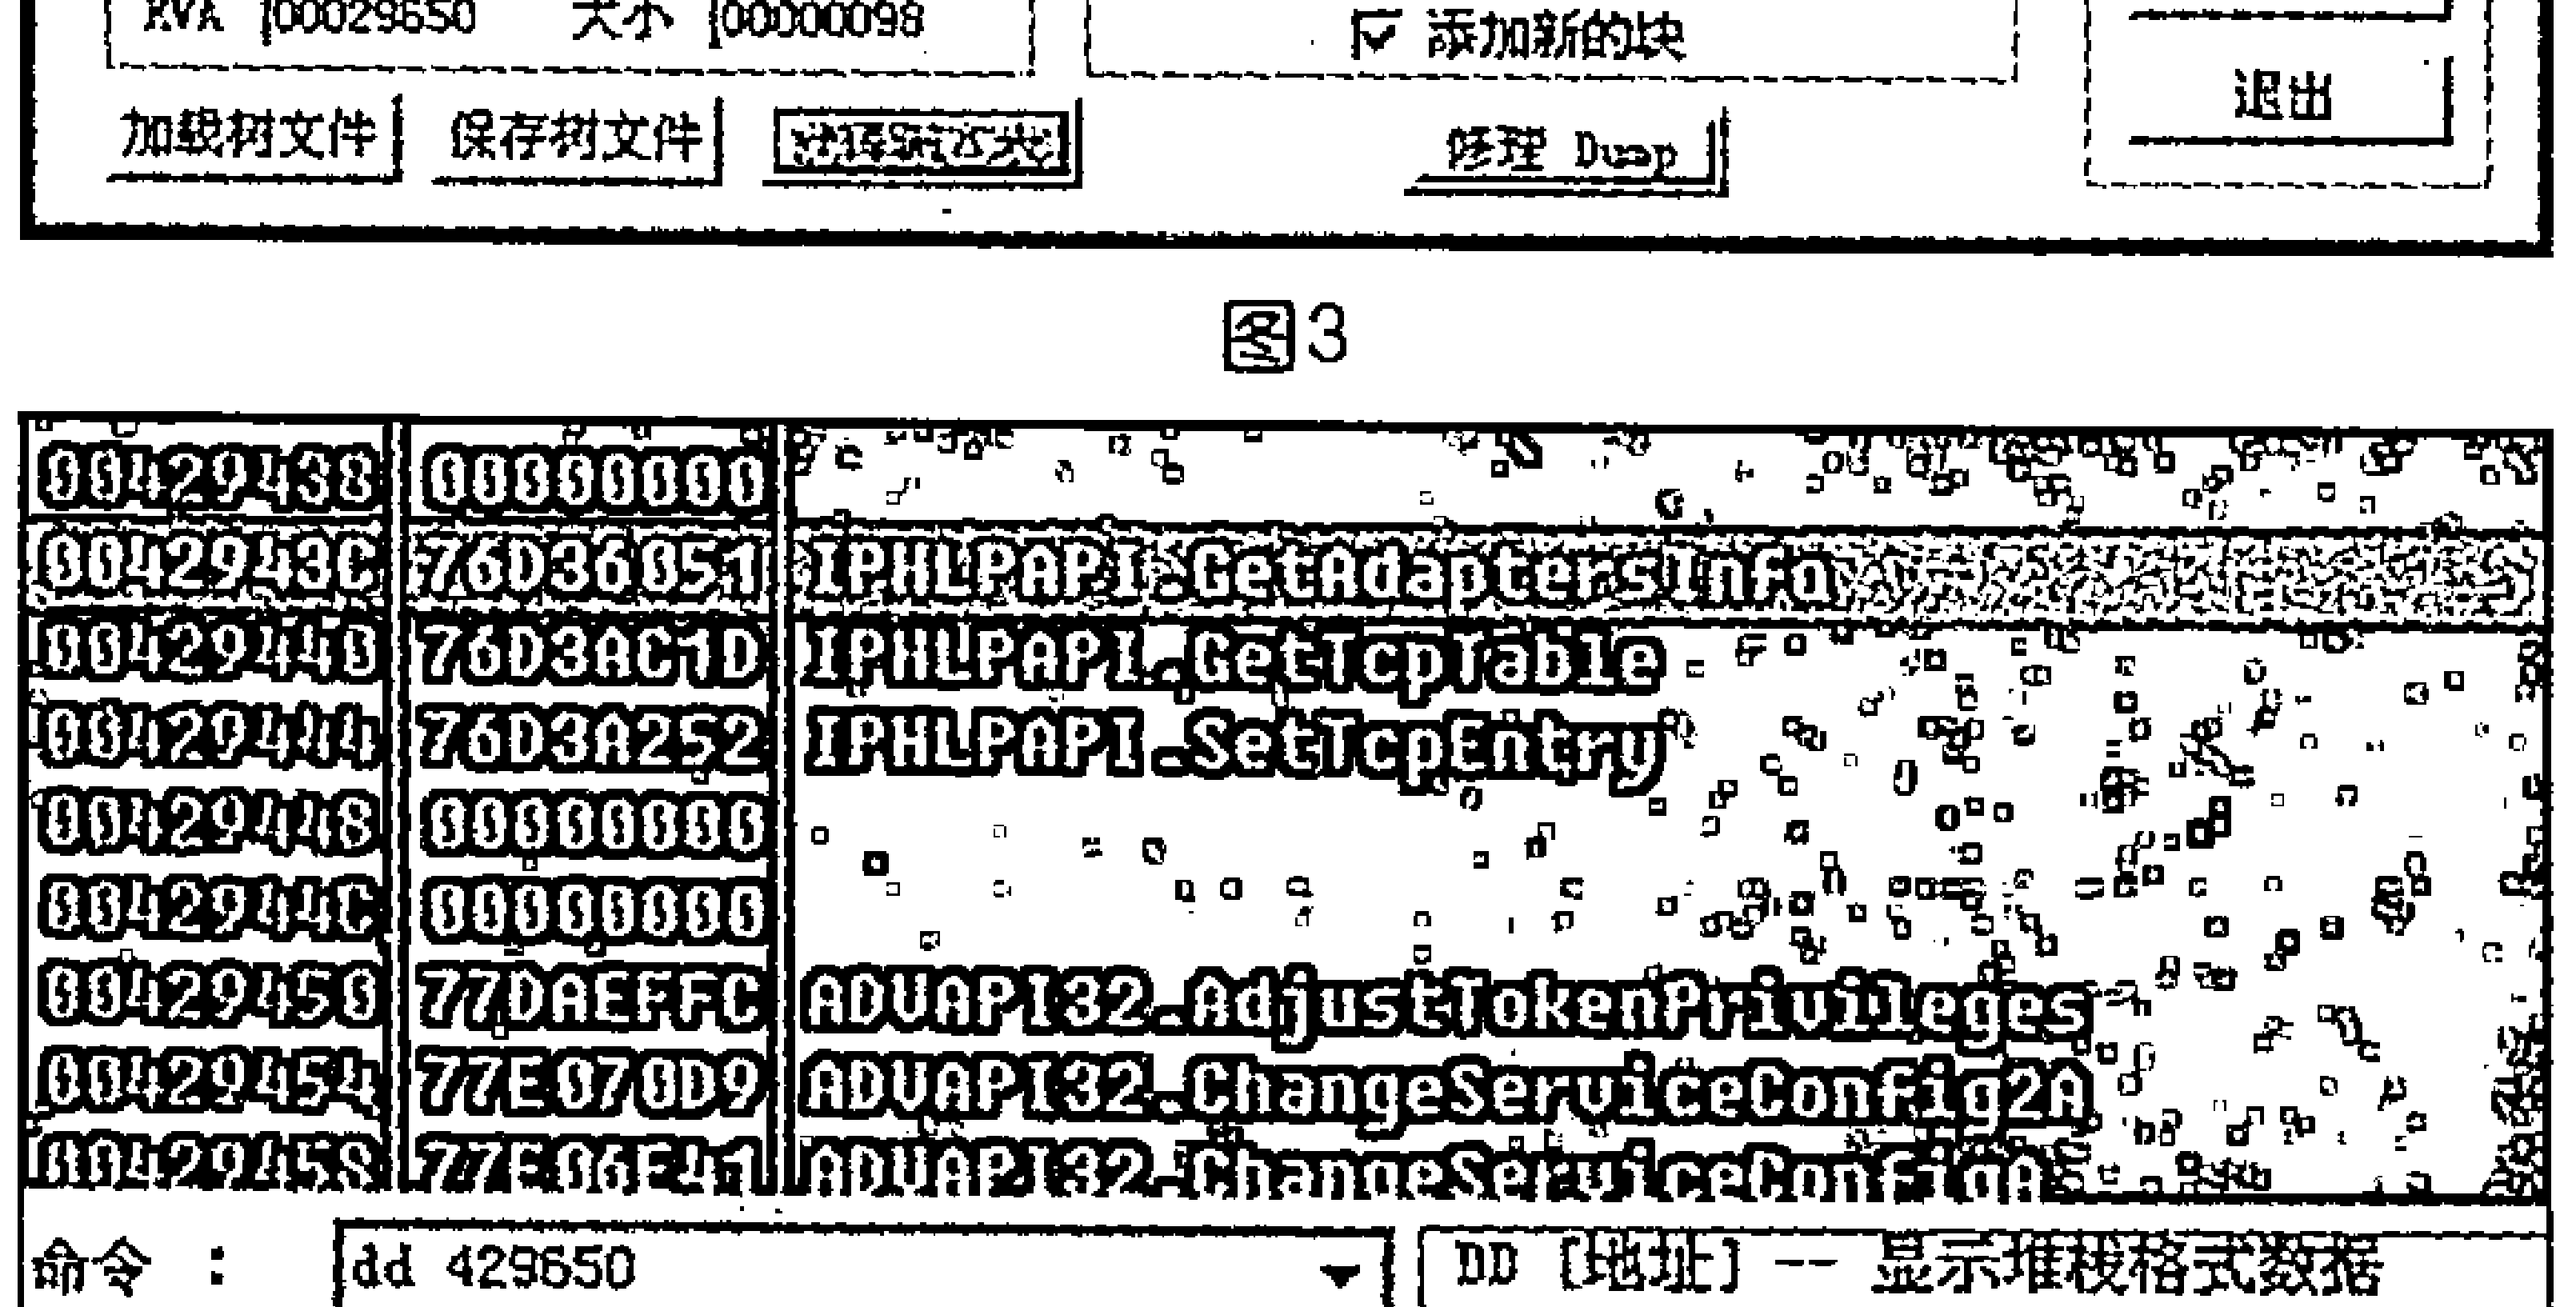 RVA 00029650 大小 00000098
添加新的块
退出
加载树文件 保存树文件 修理 Dump
图3
00429438 00000000
0042943C 76D36051 IPHLPAPI.GetAdaptersInfo
00429440 76D3AC1D IPHLPAPI.GetTcpTable
00429444 76D3A252 IPHLPAPI.SetTcpEntry
00429448 00000000
0042944C 00000000
00429450 77DAEFFC ADVAPI32.AdjustTokenPrivileges
00429454 77E070D9 ADVAPI32.ChangeServiceConfig2A
00429458 77E06E41 ADVAPI32.ChangeServiceConfigA
命令 : dd 429650 DD [地址] -- 显示堆栈格式数据